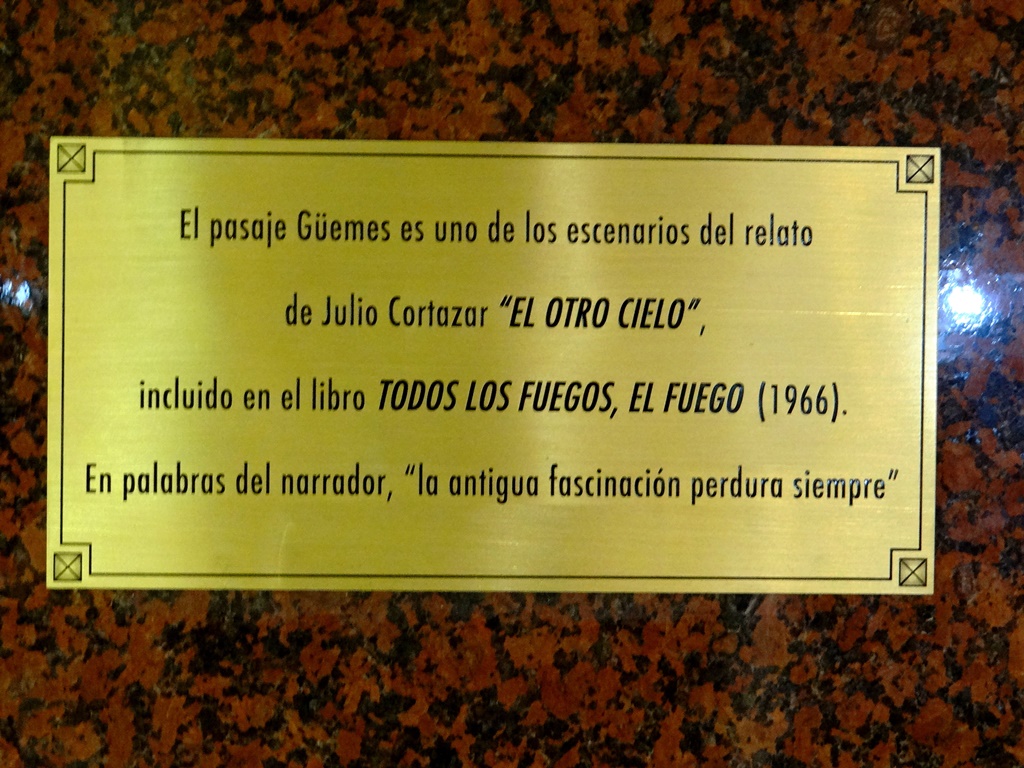 El pasaje Güemes es uno de los escenarios del relato
de Julio Cortazar "EL OTRO CIELO",
incluido en el libro TODOS LOS FUEGOS, EL FUEGO (1966).
En palabras del narrador, "la antigua fascinación perdura siempre"